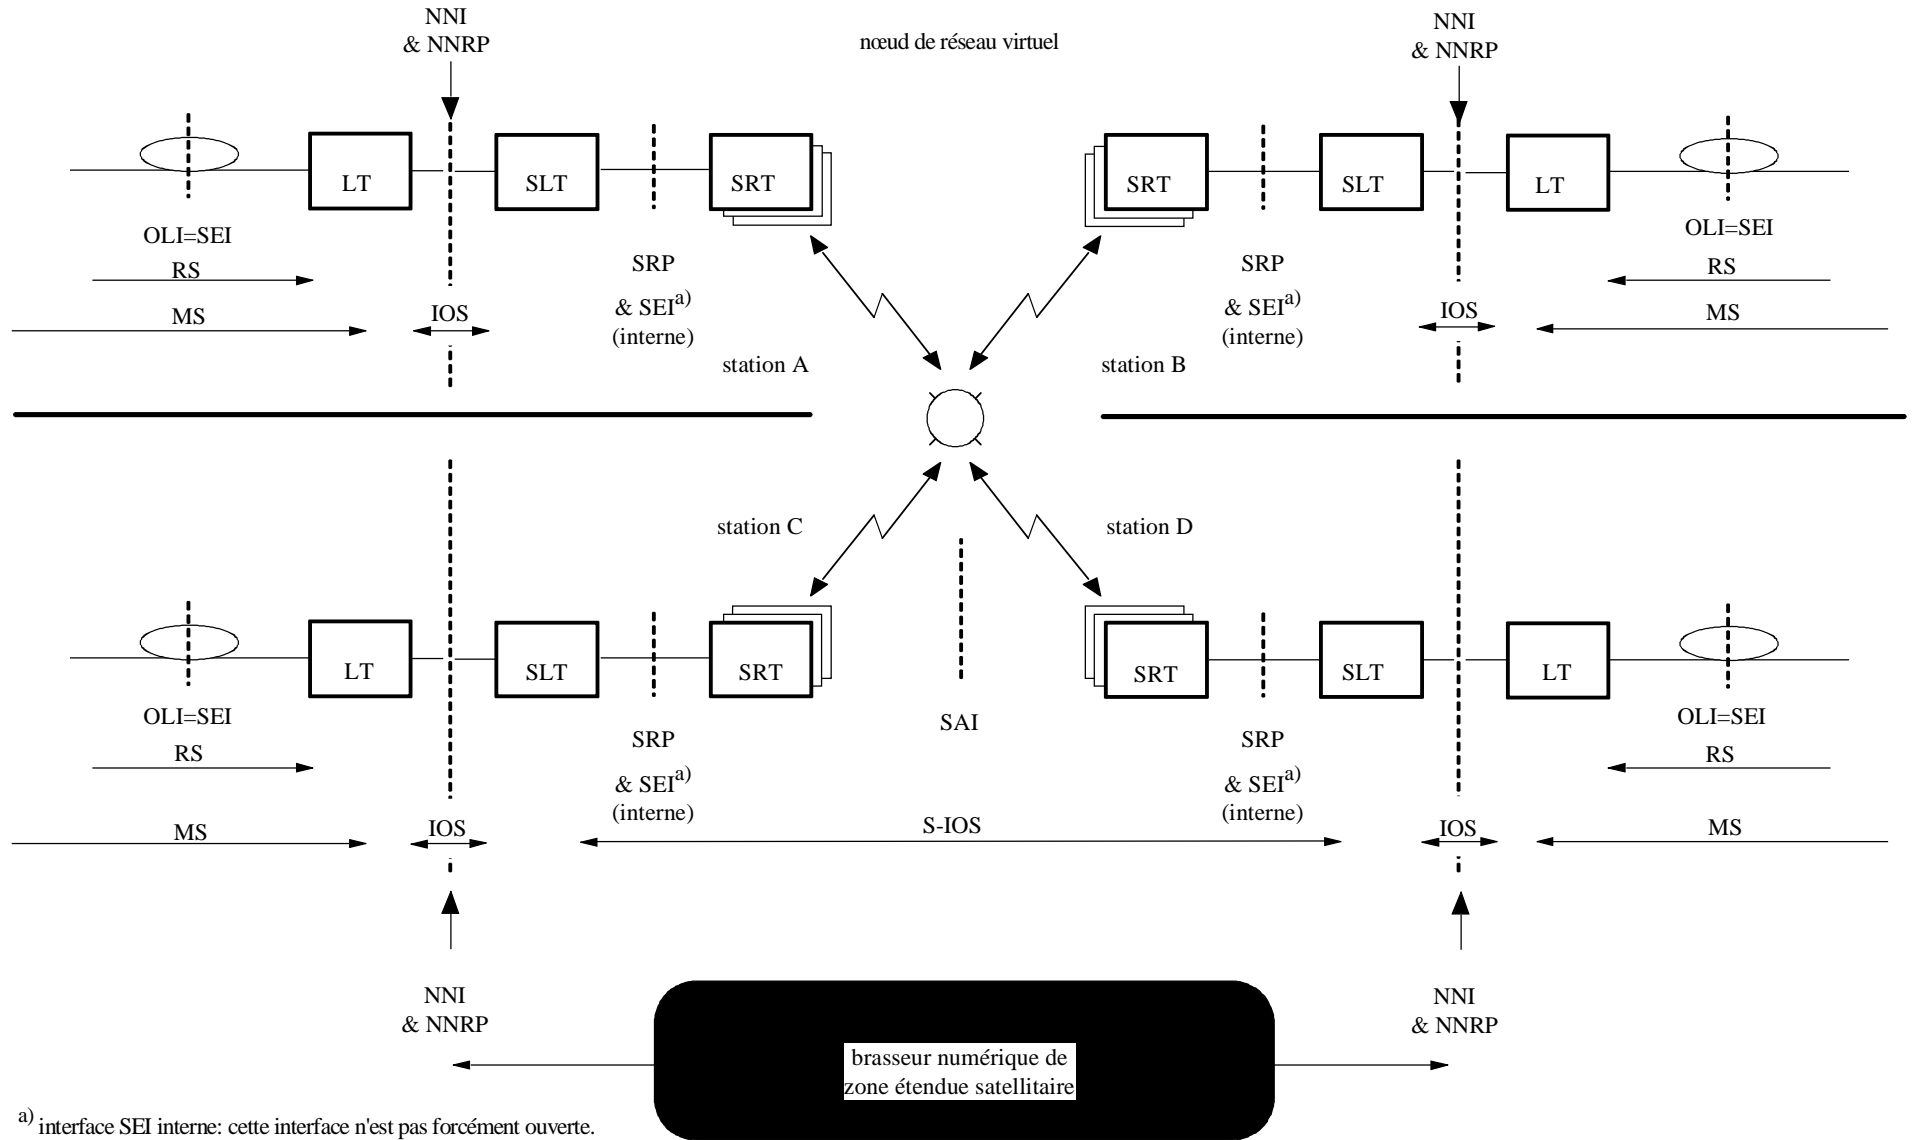 NNI
& NNRP
nœud de réseau virtuel
NNI
& NNRP
LT
SLT
SRT
SRT
SLT
LT
OLI=SEI
OLI=SEI
RS
SRP
SRP
RS
MS
IOS
& SEIa)
& SEIa)
IOS
MS
(interne)
(interne)
station A
station B
station C
station D
LT
SLT
SRT
SRT
SLT
LT
OLI=SEI
SAI
OLI=SEI
RS
SRP
SRP
RS
& SEIa)
& SEIa)
(interne)
(interne)
MS
IOS
S-IOS
IOS
MS
NNI
& NNRP
NNI
& NNRP
brasseur numérique de
zone étendue satellitaire
a) interface SEI interne: cette interface n'est pas forcément ouverte.